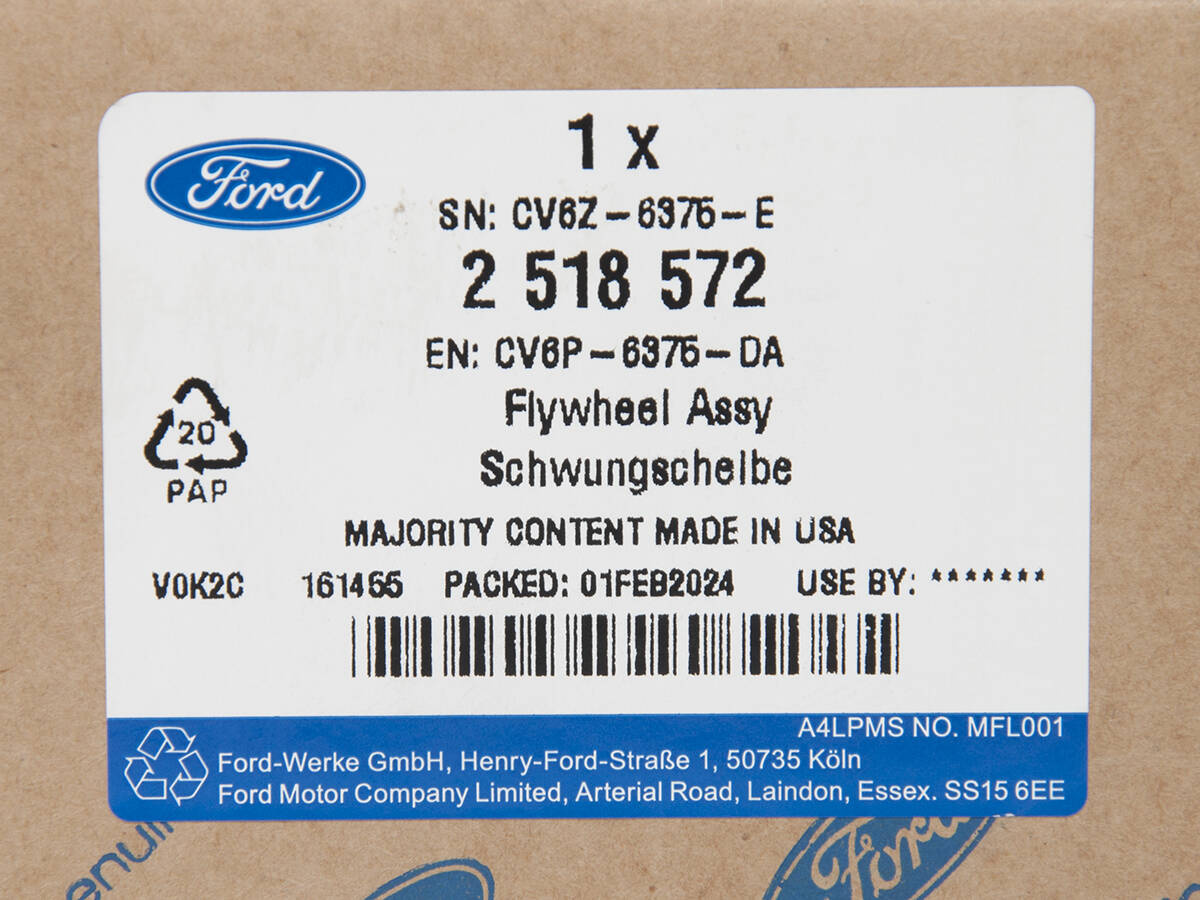 Ford
1 x
SN: CV6Z-6375-E
2 518 572
EN: CV6P-6375-DA
Flywheel Assy
Schwungscheibe
20
PAP
MAJORITY CONTENT MADE IN USA
V0K2C 161455 PACKED: 01FEB2024 USE BY: *******
A4LPMS NO. MFL001
Ford-Werke GmbH, Henry-Ford-Straße 1, 50735 Köln
Ford Motor Company Limited, Arterial Road, Laindon, Essex. SS15 6EE
Ford